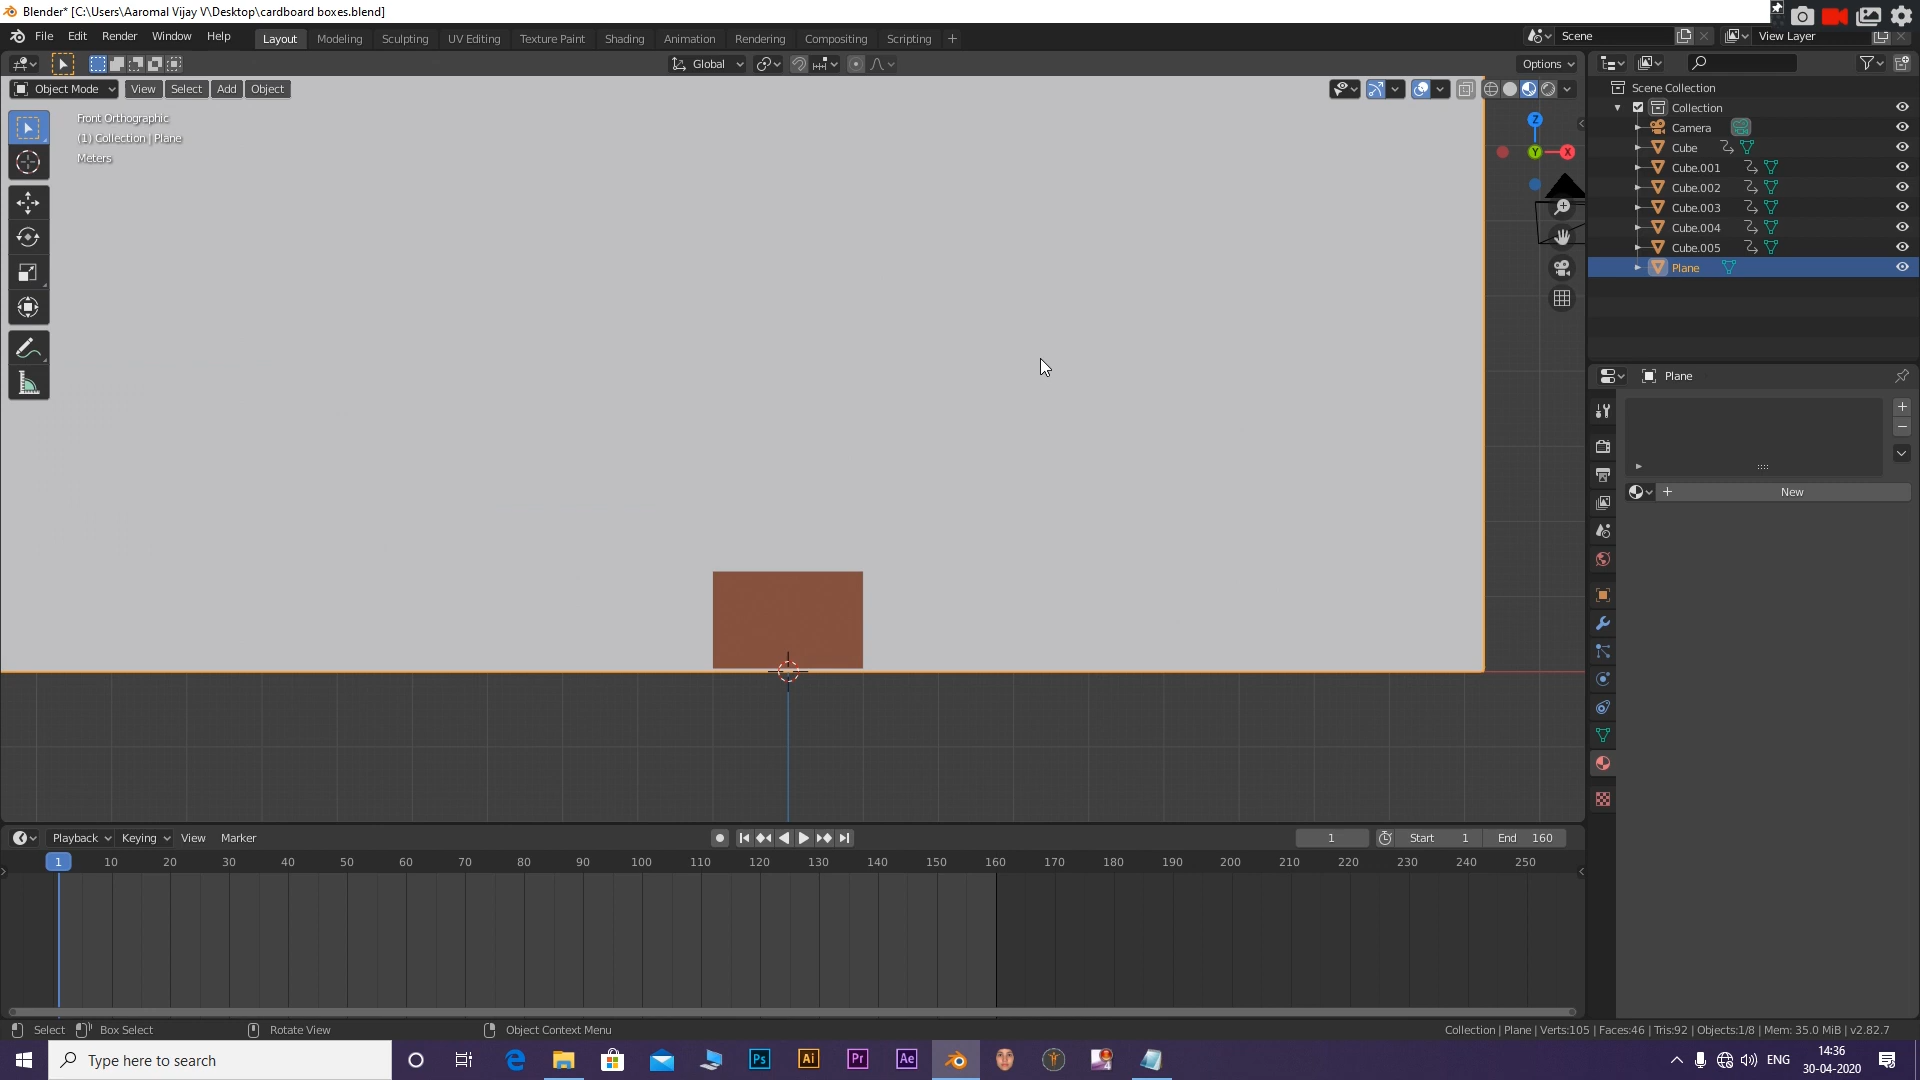 Blender* [C:\Users\Aaromal Vijay V\Desktop\cardboard boxes.blend]
File Edit Render Window Help
Layout Modeling Sculpting UV Editing Texture Paint Shading Animation Rendering Compositing Scripting +
Scene
View Layer
Global
Options
Object Mode View Select Add Object
Front Orthographic
(1) Collection | Plane
Meters
Z
Y
X
Scene Collection
Collection
Camera
Cube
Cube.001
Cube.002
Cube.003
Cube.004
Cube.005
Plane
Plane
New
Playback Keying View Marker
1 Start 1 End 160
1 10 20 30 40 50 60 70 80 90 100 110 120 130 140 150 160 170 180 190 200 210 220 230 240 250
Select Box Select Rotate View Object Context Menu
Collection | Plane | Verts:105 | Faces:46 | Tris:92 | Objects:1/8 | Mem: 35.0 MiB | v2.82.7
Type here to search
Ps Ai Pr Ae
ENG
14:36
30-04-2020